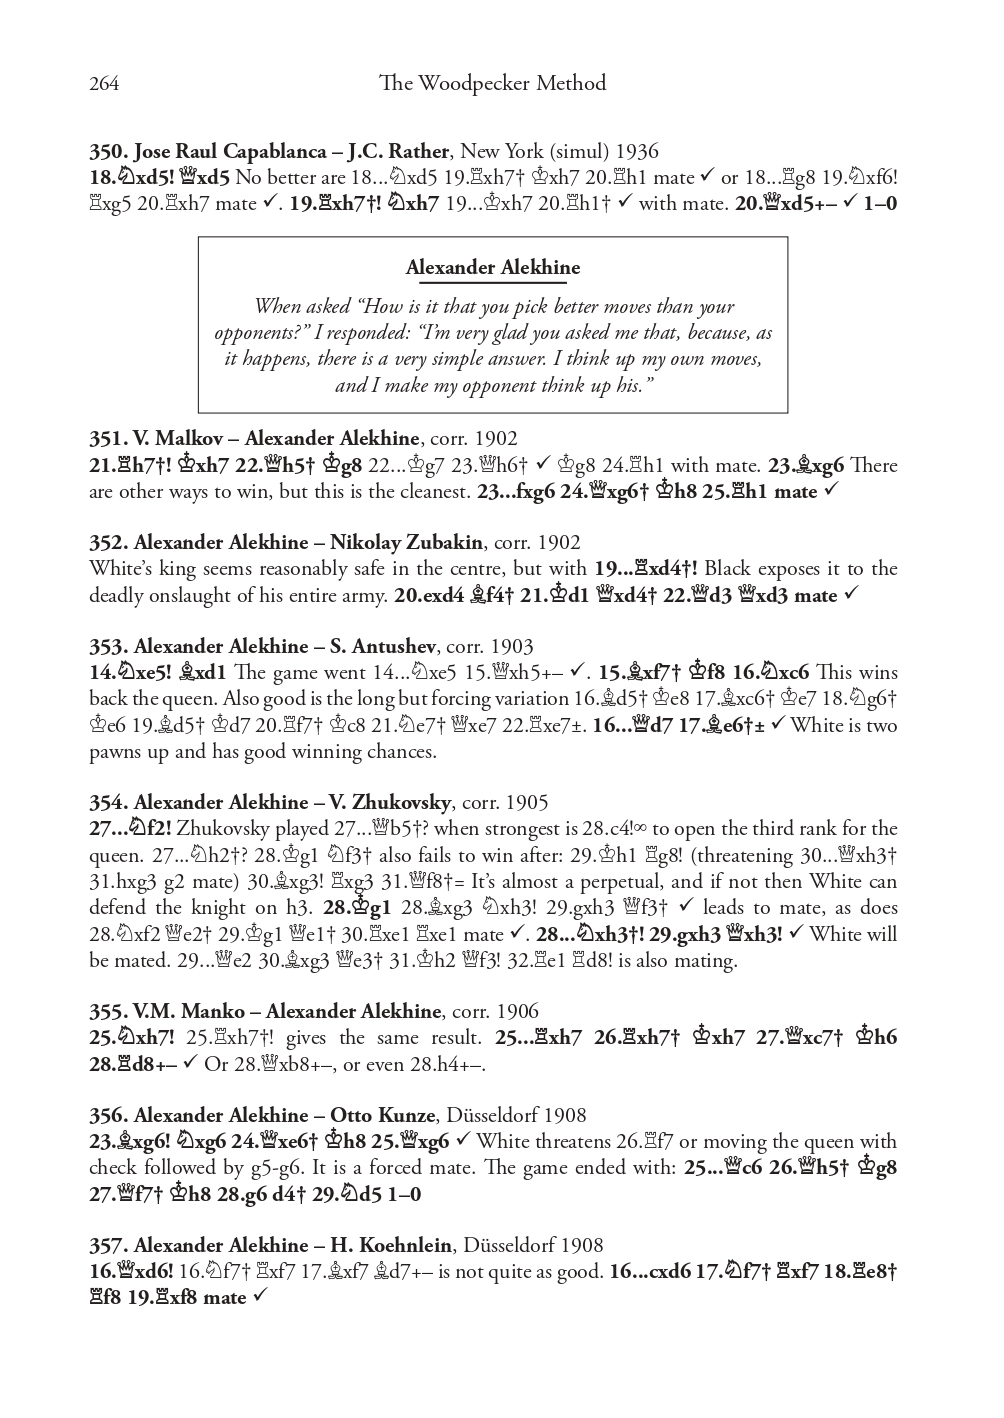 264
The Woodpecker Method
350. Jose Raul Capablanca – J.C. Rather, New York (simul) 1936
18.♘xd5! ♕xd5 No better are 18...♘xd5 19.♖xh7† ♔xh7 20.♖h1 mate ✓ or 18...♖g8 19.♘xf6!
♖xg5 20.♖xh7 mate ✓. 19.♖xh7†! ♘xh7 19...♔xh7 20.♖h1† ✓ with mate. 20.♕xd5+– ✓ 1–0
Alexander Alekhine
When asked “How is it that you pick better moves than your
opponents?” I responded: “I’m very glad you asked me that, because, as
it happens, there is a very simple answer. I think up my own moves,
and I make my opponent think up his.”
351. V. Malkov – Alexander Alekhine, corr. 1902
21.♖h7†! ♔xh7 22.♕h5† ♔g8 22...♔g7 23.♕h6† ✓ ♔g8 24.♖h1 with mate. 23.♗xg6 There
are other ways to win, but this is the cleanest. 23...fxg6 24.♕xg6† ♔h8 25.♖h1 mate ✓
352. Alexander Alekhine – Nikolay Zubakin, corr. 1902
White’s king seems reasonably safe in the centre, but with 19...♖xd4†! Black exposes it to the
deadly onslaught of his entire army. 20.exd4 ♗f4† 21.♔d1 ♕xd4† 22.♕d3 ♕xd3 mate ✓
353. Alexander Alekhine – S. Antushev, corr. 1903
14.♘xe5! ♗xd1 The game went 14...♘xe5 15.♕xh5+– ✓. 15.♗xf7† ♔f8 16.♘xc6 This wins
back the queen. Also good is the long but forcing variation 16.♗d5† ♔e8 17.♗xc6† ♔e7 18.♘g6†
♔e6 19.♗d5† ♔d7 20.♖f7† ♔c8 21.♘e7† ♕xe7 22.♖xe7±. 16...♕d7 17.♗e6†± ✓ White is two
pawns up and has good winning chances.
354. Alexander Alekhine – V. Zhukovsky, corr. 1905
27...♘f2! Zhukovsky played 27...♕b5†? when strongest is 28.c4!∞ to open the third rank for the
queen. 27...♘h2†? 28.♔g1 ♘f3† also fails to win after: 29.♔h1 ♖g8! (threatening 30...♕xh3†
31.hxg3 g2 mate) 30.♗xg3! ♖xg3 31.♕f8†= It’s almost a perpetual, and if not then White can
defend the knight on h3. 28.♔g1 28.♗xg3 ♘xh3! 29.gxh3 ♕f3† ✓ leads to mate, as does
28.♘xf2 ♕e2† 29.♔g1 ♕e1† 30.♖xe1 ♖xe1 mate ✓. 28...♘xh3†! 29.gxh3 ♕xh3! ✓ White will
be mated. 29...♕e2 30.♗xg3 ♕e3† 31.♔h2 ♕f3! 32.♖e1 ♖d8! is also mating.
355. V.M. Manko – Alexander Alekhine, corr. 1906
25.♘xh7! 25.♖xh7†! gives the same result. 25...♖xh7 26.♖xh7† ♔xh7 27.♕xc7† ♔h6
28.♖d8+– ✓ Or 28.♕xb8+–, or even 28.h4+–.
356. Alexander Alekhine – Otto Kunze, Düsseldorf 1908
23.♗xg6! ♘xg6 24.♕xe6† ♔h8 25.♕xg6 ✓ White threatens 26.♖f7 or moving the queen with
check followed by g5-g6. It is a forced mate. The game ended with: 25...♕c6 26.♕h5† ♔g8
27.♕f7† ♔h8 28.g6 d4† 29.♘d5 1–0
357. Alexander Alekhine – H. Koehnlein, Düsseldorf 1908
16.♕xd6! 16.♘f7† ♖xf7 17.♗xf7 ♗d7+– is not quite as good. 16...cxd6 17.♘f7† ♖xf7 18.♖e8†
♖f8 19.♖xf8 mate ✓